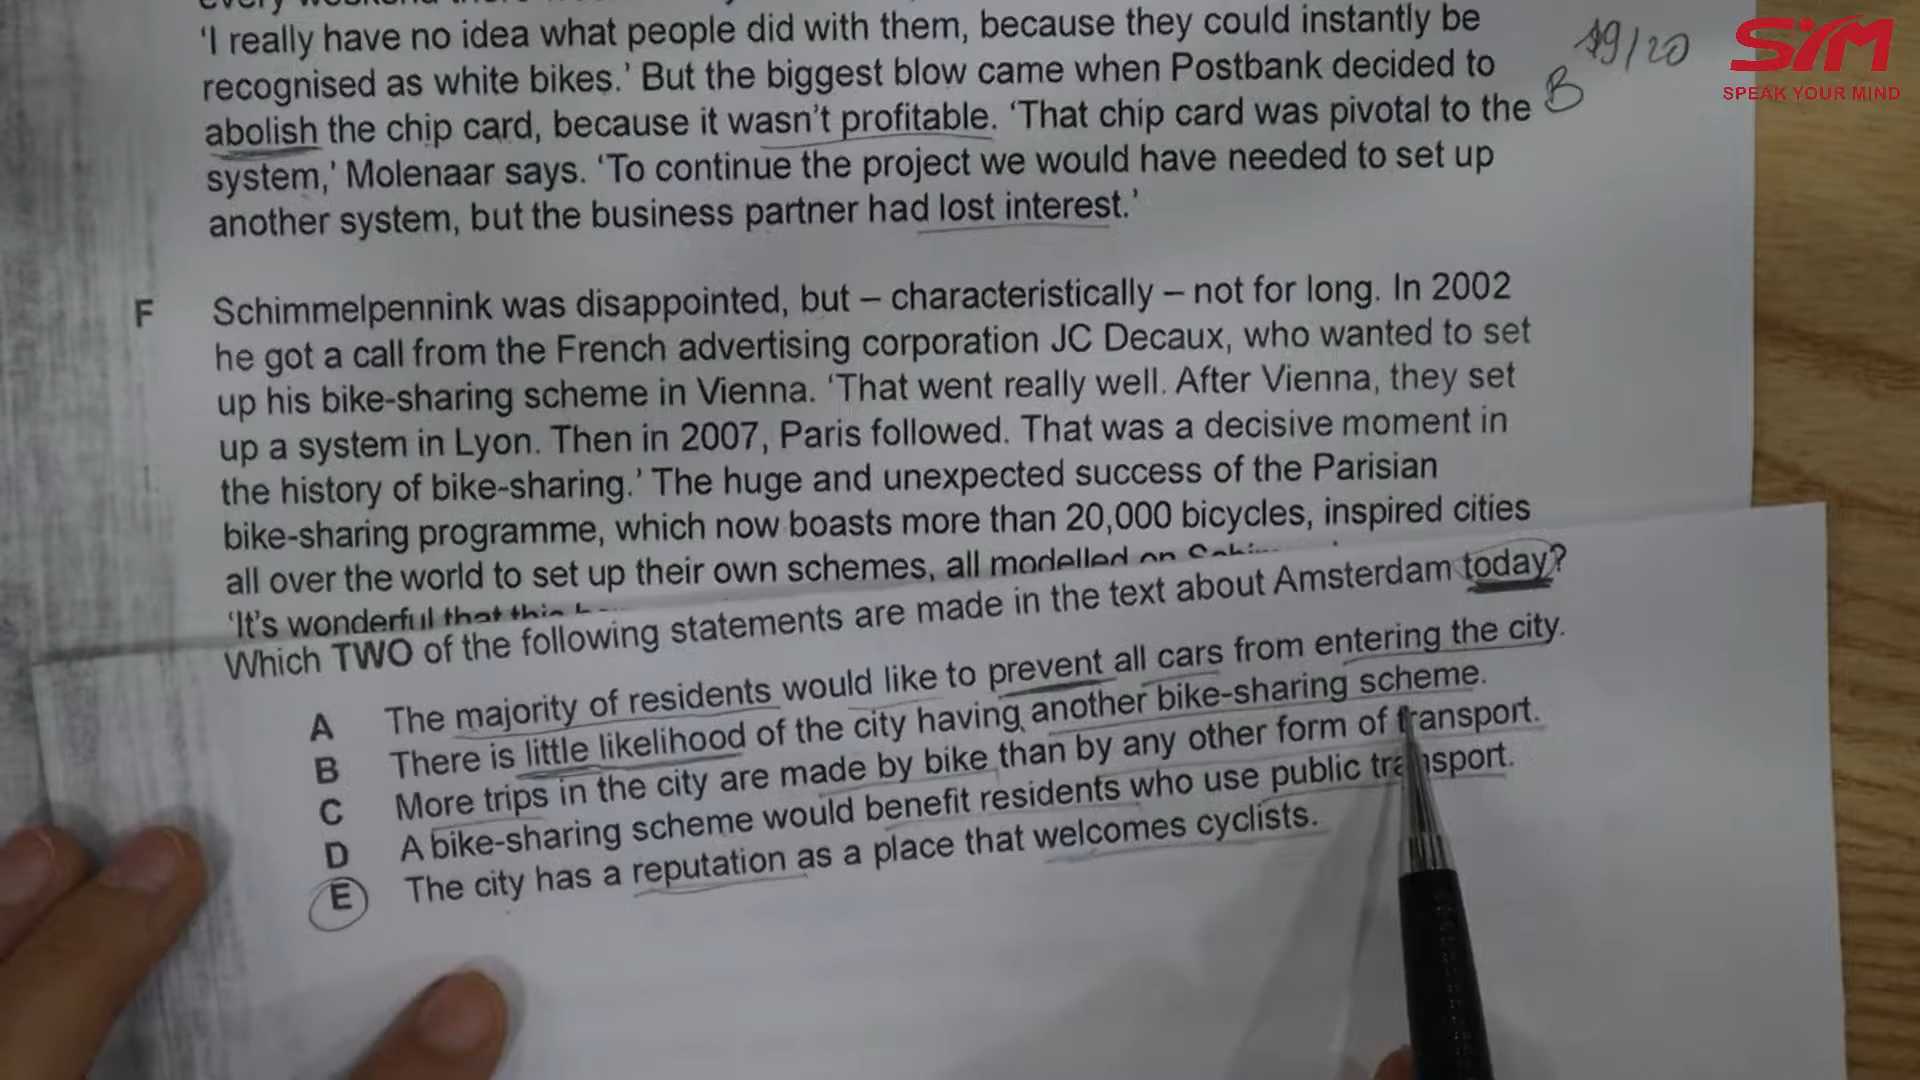 'I really have no idea what people did with them, because they could instantly be
recognised as white bikes.' But the biggest blow came when Postbank decided to
abolish the chip card, because it wasn't profitable. 'That chip card was pivotal to the
system,' Molenaar says. 'To continue the project we would have needed to set up
another system, but the business partner had lost interest.'
19/20
B
SYM
SPEAK YOUR MIND
F Schimmelpennink was disappointed, but – characteristically – not for long. In 2002
he got a call from the French advertising corporation JC Decaux, who wanted to set
up his bike-sharing scheme in Vienna. 'That went really well. After Vienna, they set
up a system in Lyon. Then in 2007, Paris followed. That was a decisive moment in
the history of bike-sharing.' The huge and unexpected success of the Parisian
bike-sharing programme, which now boasts more than 20,000 bicycles, inspired cities
all over the world to set up their own schemes, all modelled on
'It's wonderful that this
Which TWO of the following statements are made in the text about Amsterdam today?
A The majority of residents would like to prevent all cars from entering the city.
B There is little likelihood of the city having another bike-sharing scheme.
C More trips in the city are made by bike than by any other form of transport.
D A bike-sharing scheme would benefit residents who use public transport.
E The city has a reputation as a place that welcomes cyclists.